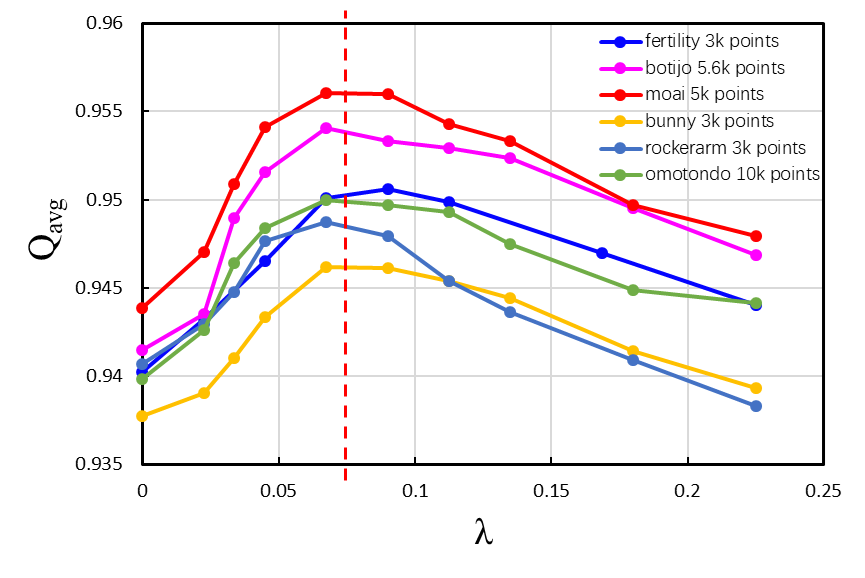 0.96
0.955
0.95
0.945
0.94
0.935
Qavg
fertility 3k points
botijo 5.6k points
moai 5k points
bunny 3k points
rockerarm 3k points
omotondo 10k points
0 0.05 0.1 0.15 0.2 0.25
λ